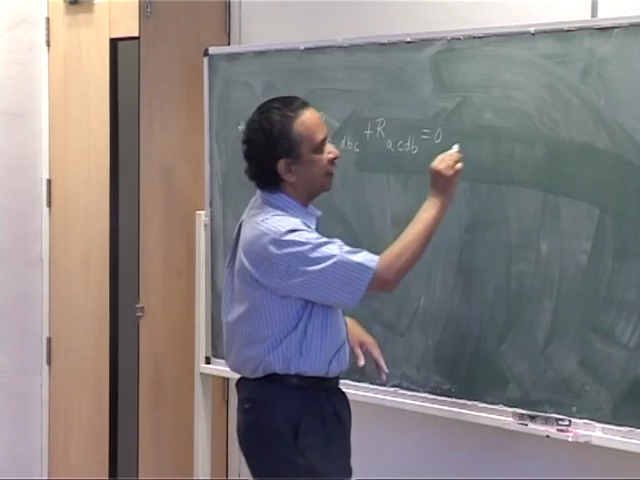 dbc + R acdb = 0